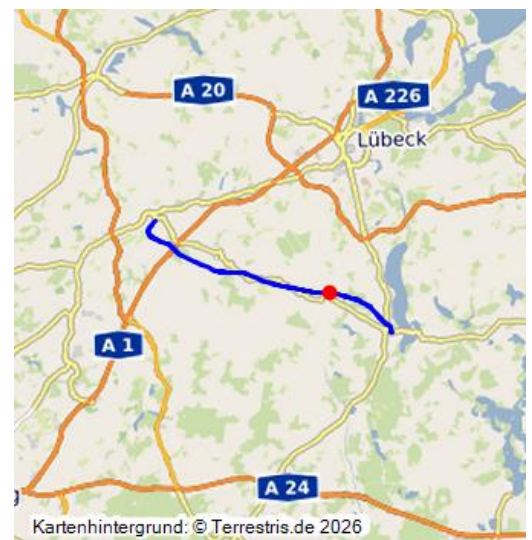 A 20
A 226
Lübeck
A 1
A 24
g
Kartenhintergrund: © Terrestris.de 2026